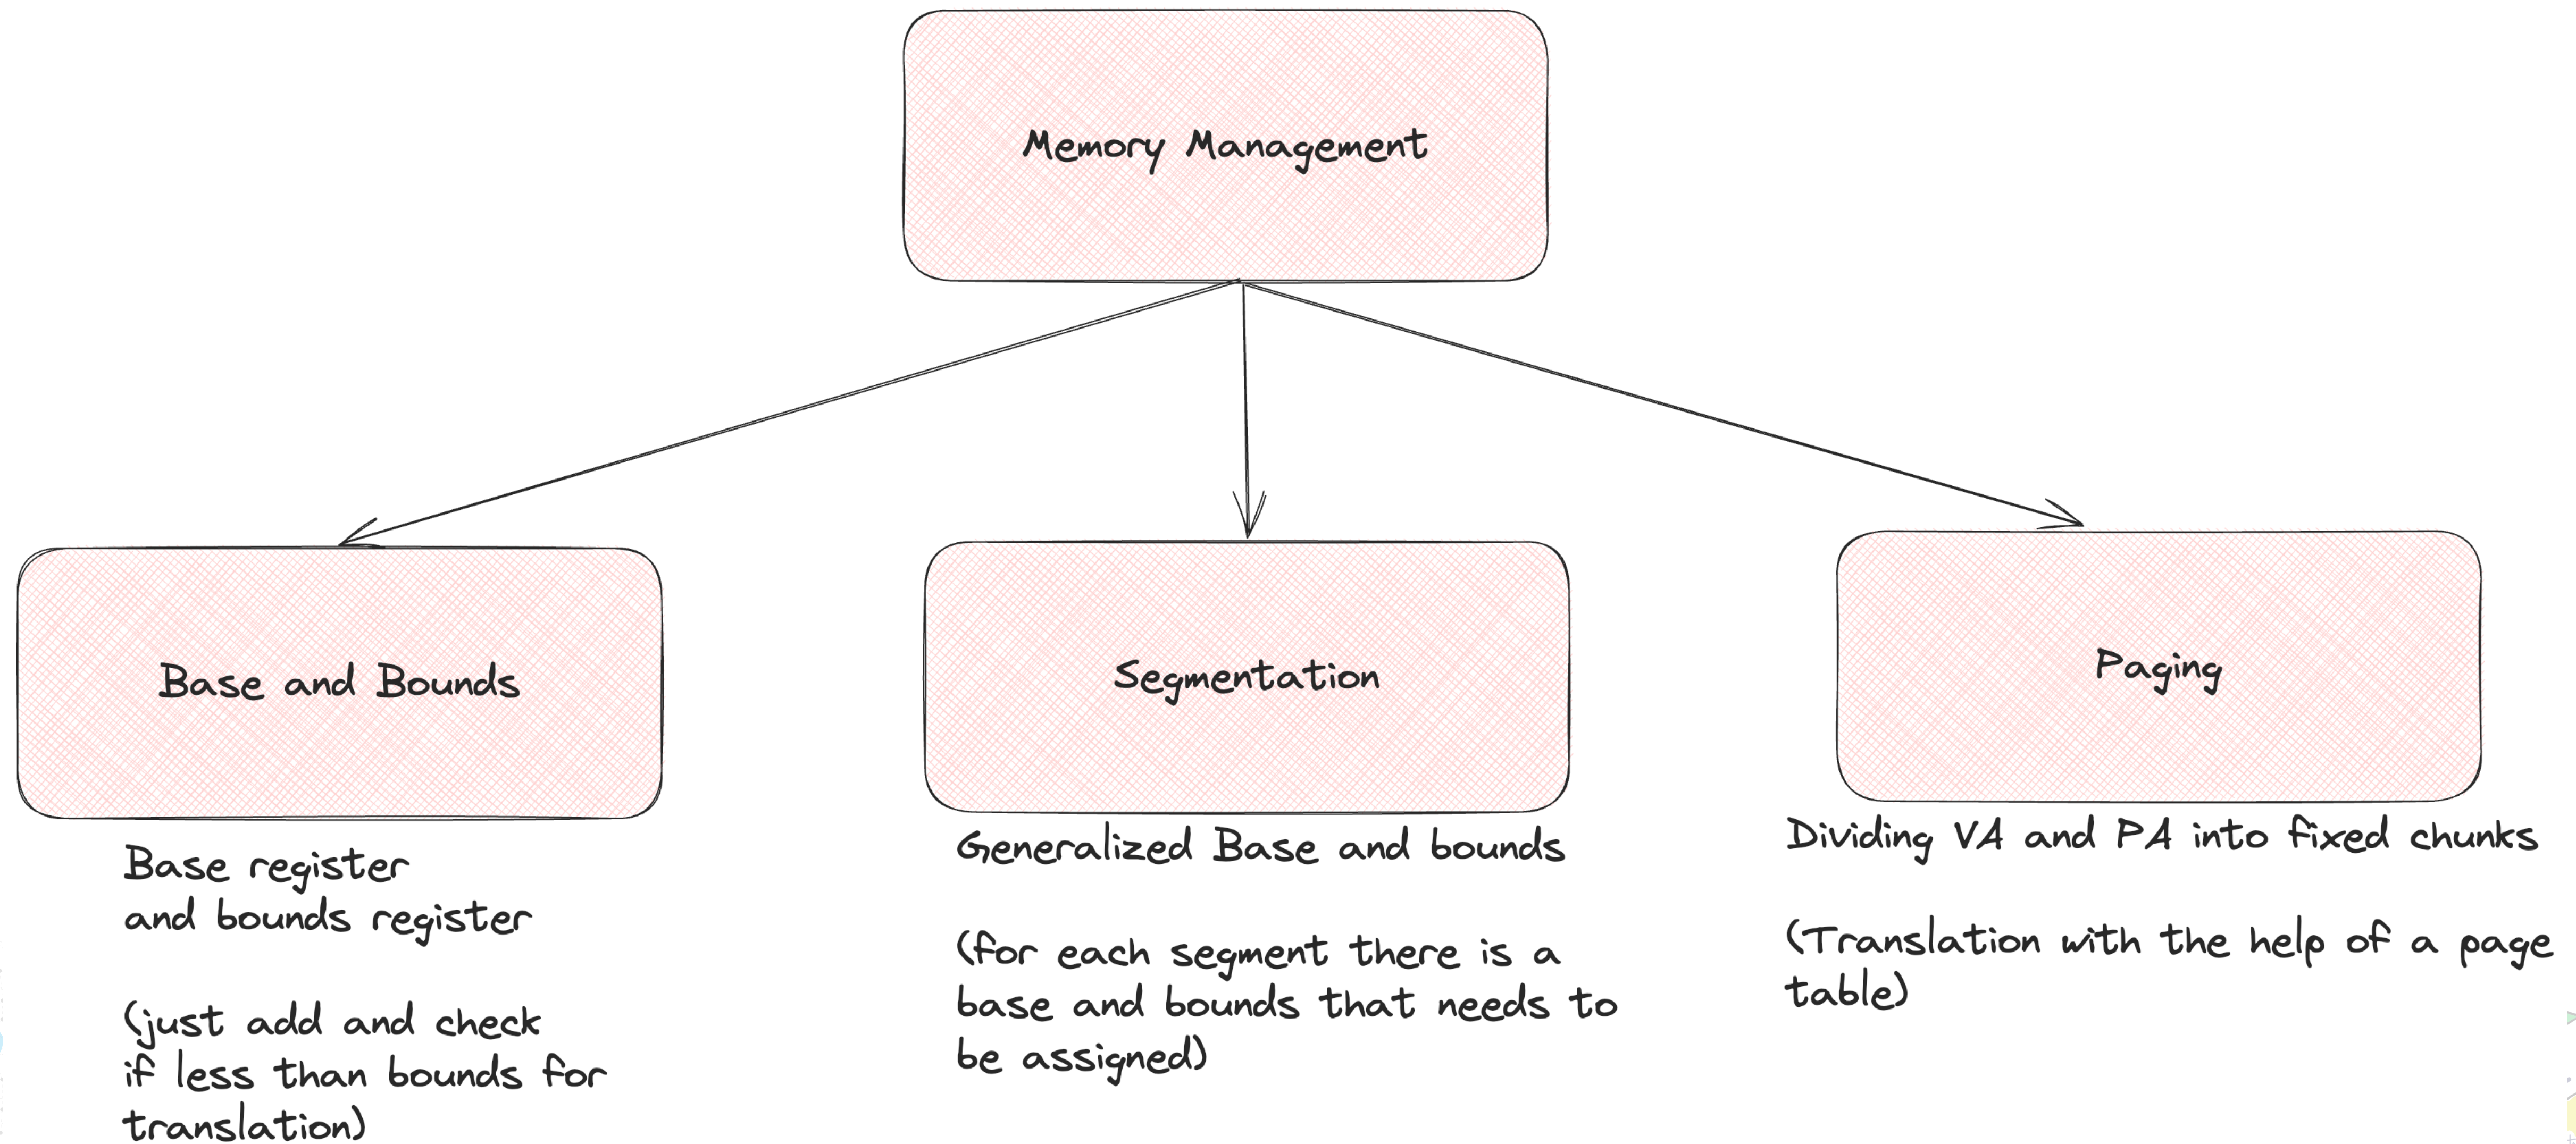 Memory Management
Base and Bounds
Base register
and bounds register
(just add and check
if less than bounds for
translation)
Segmentation
Generalized Base and bounds
(for each segment there is a
base and bounds that needs to
be assigned)
Paging
Dividing VA and PA into fixed chunks
(Translation with the help of a page
table)